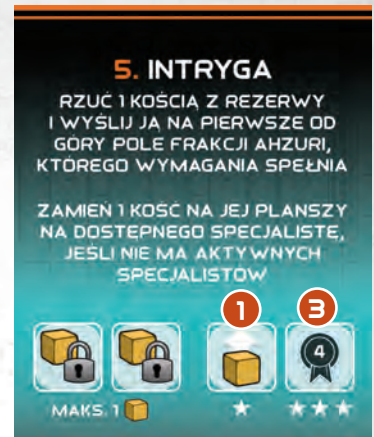 5. INTRYGA
RZUĆ 1 KOŚCIĄ Z REZERWY
I WYŚLIJ JĄ NA PIERWSZE OD
GÓRY POLE FRAKCJI AHZURI,
KTÓREGO WYMAGANIA SPEŁNIA
ZAMIEŃ 1 KOŚĆ NA JEJ PLANSZY
NA DOSTĘPNEGO SPECJALISTĘ,
JEŚLI NIE MA AKTYWNYCH
SPECJALISTÓW
1 3
4
MAKS. 1